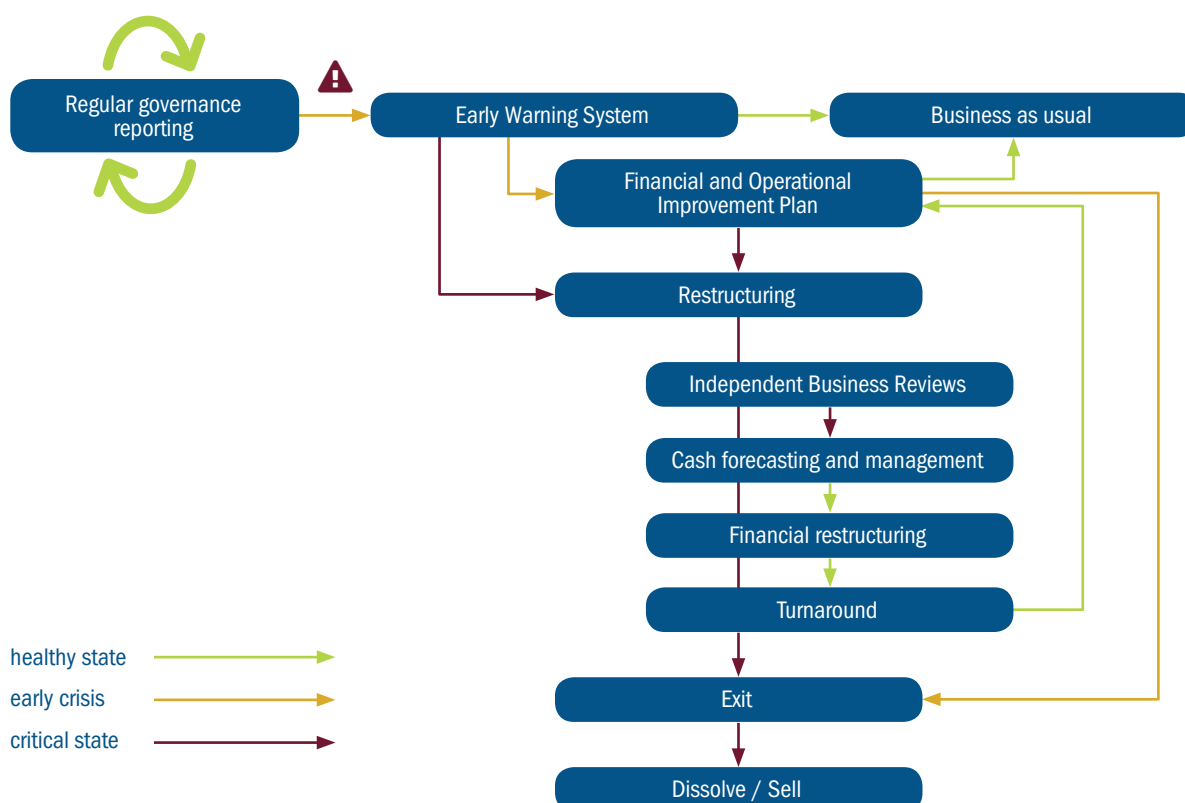 Regular governance
reporting
Early Warning System
Business as usual
Financial and Operational
Improvement Plan
Restructuring
Independent Business Reviews
Cash forecasting and management
Financial restructuring
Turnaround
healthy state
early crisis
Exit
critical state
Dissolve / Sell